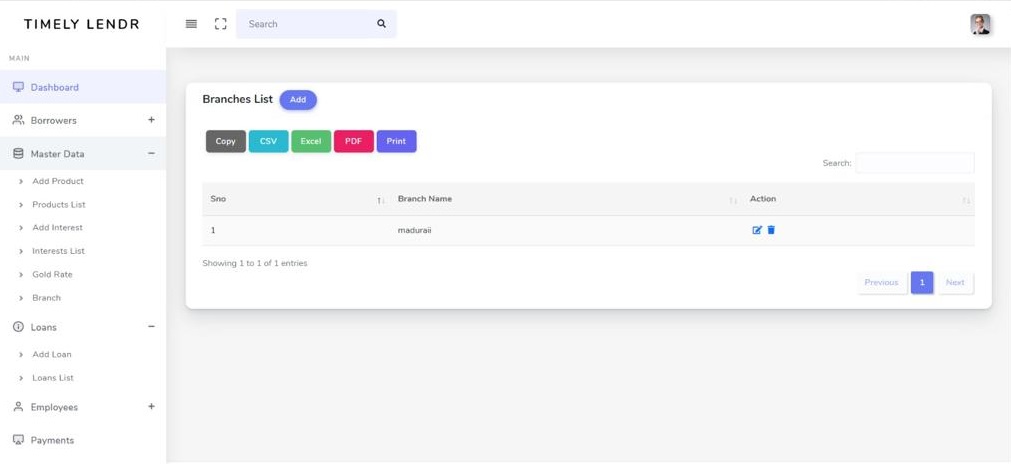 TIMELY LENDR
Search
MAIN
Dashboard
Borrowers
Master Data
Add Product
Products List
Add Interest
Interests List
Gold Rate
Branch
Loans
Add Loan
Loans List
Employees
Payments
Branches List Add
Copy CSV Excel PDF Print
Search:
Sno Branch Name Action
1 maduraii
Showing 1 to 1 of 1 entries
Previous 1 Next